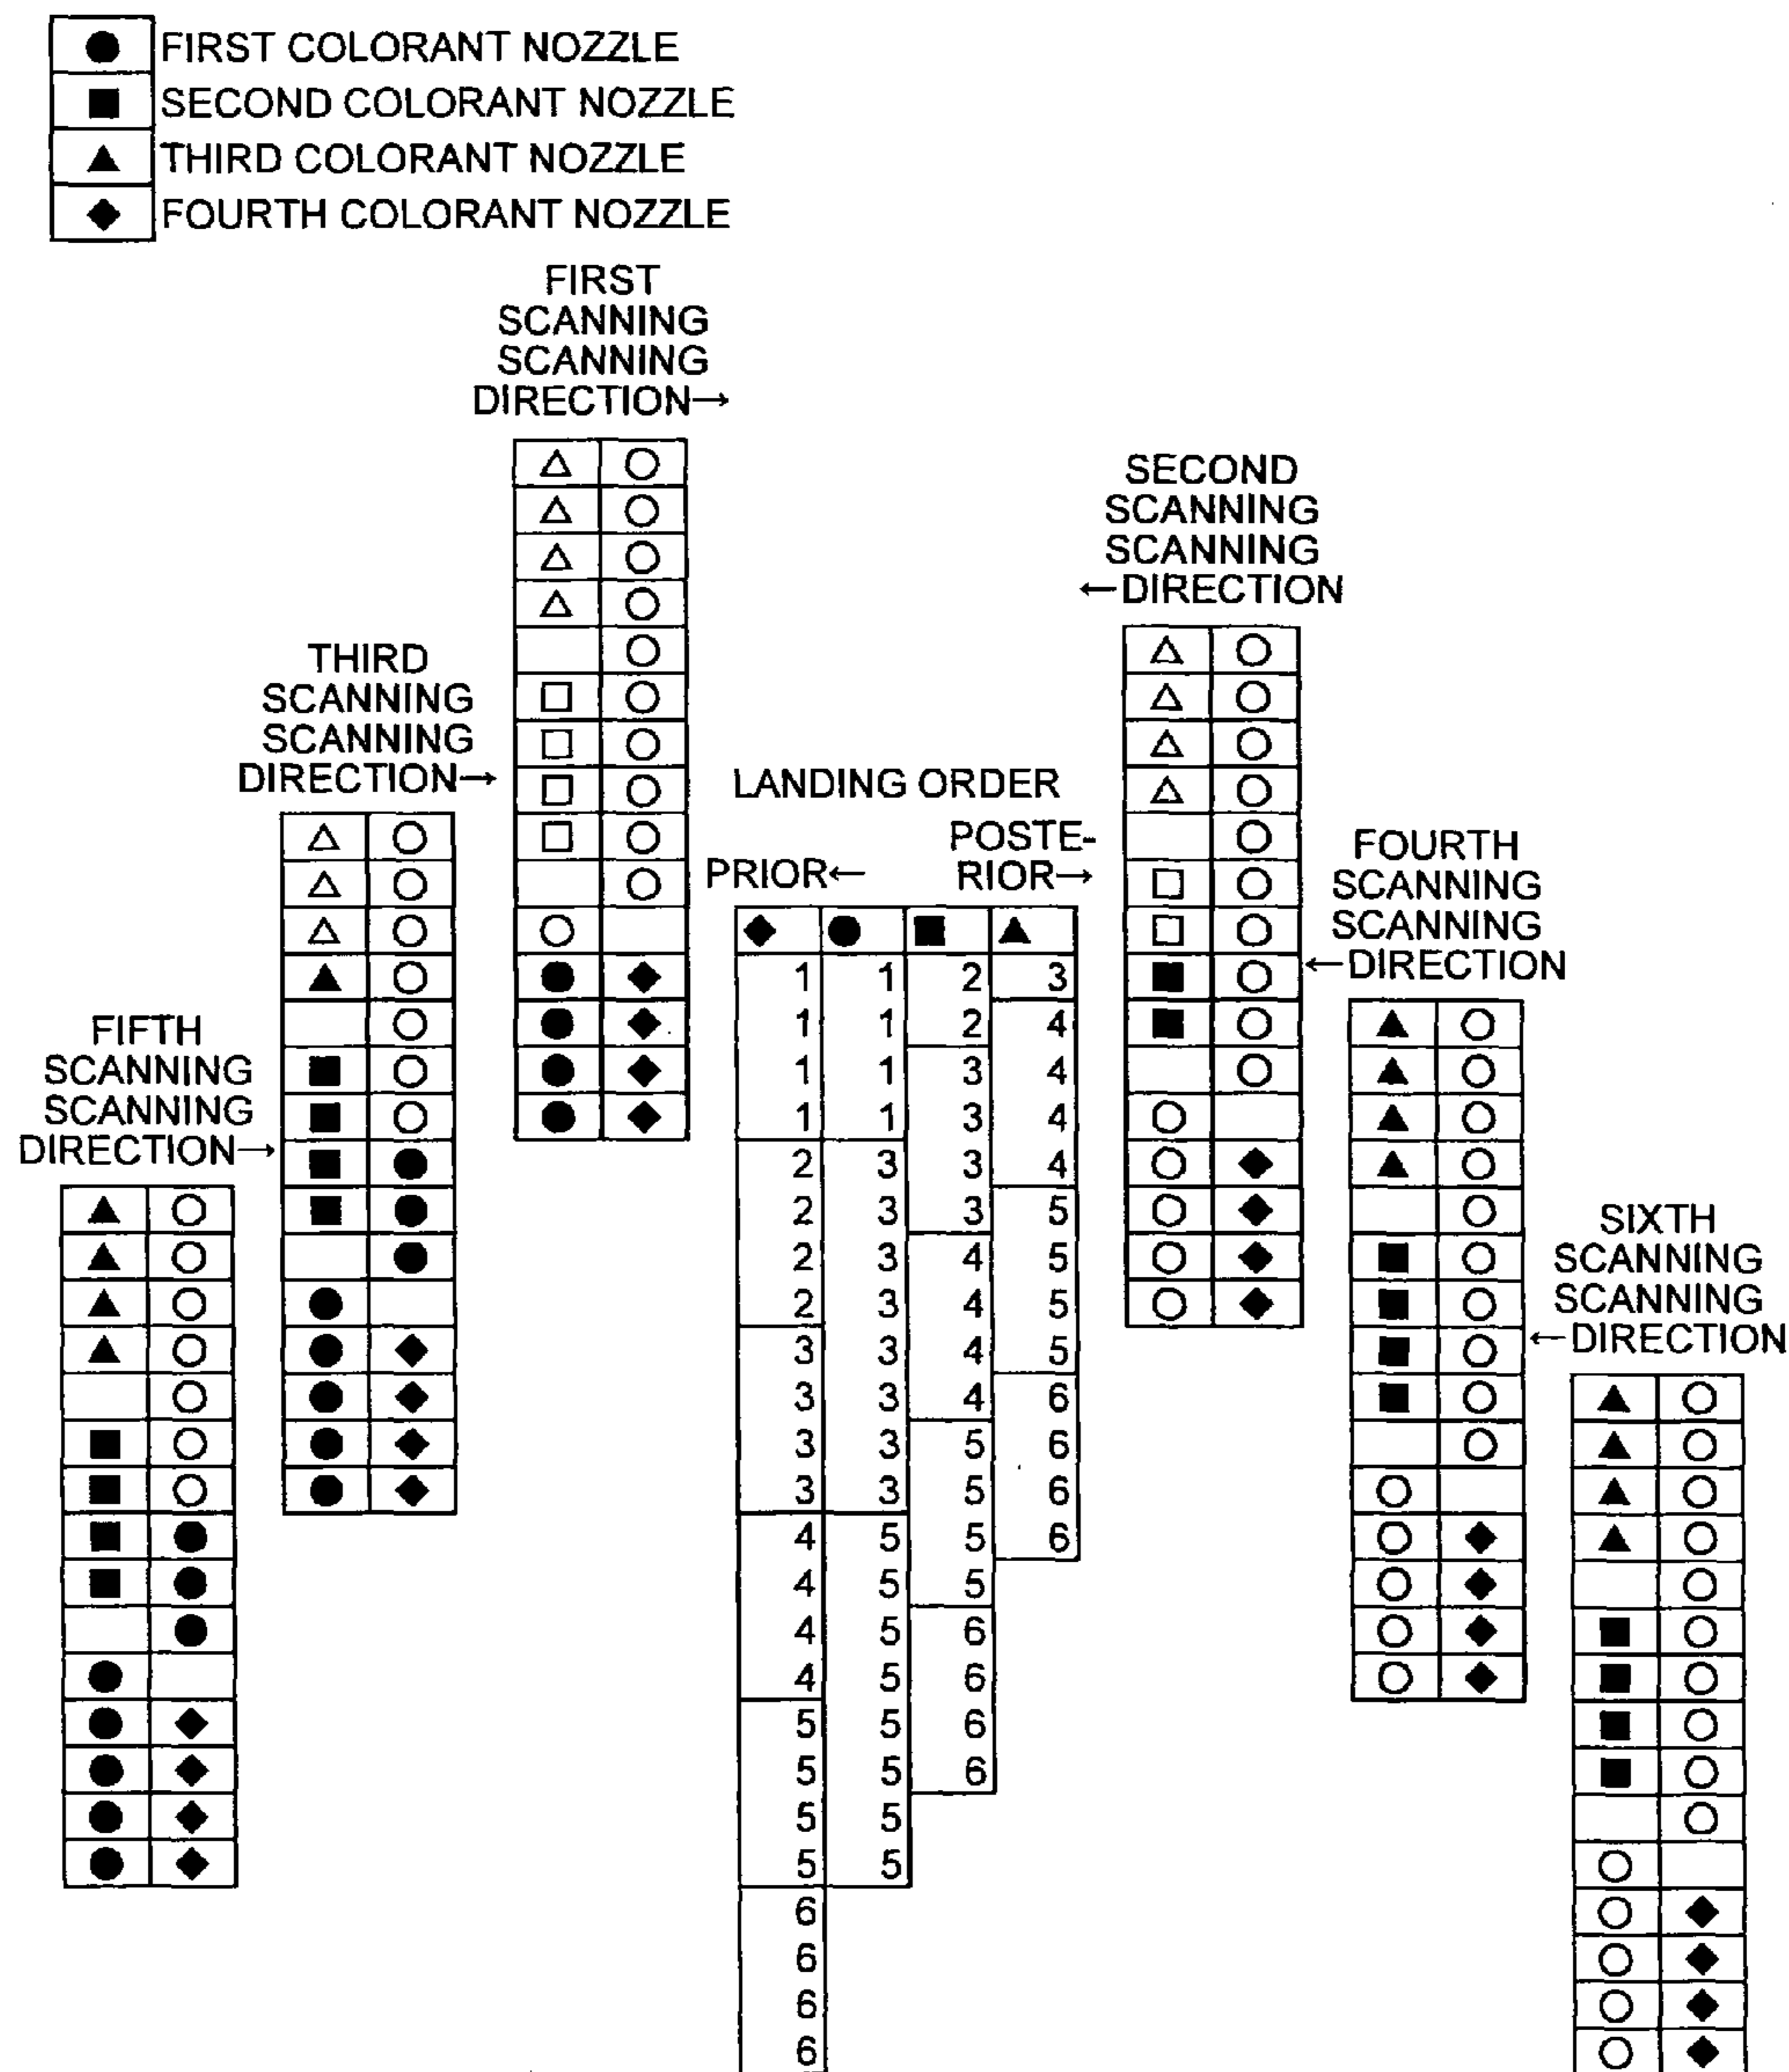 FIRST COLORANT NOZZLE
SECOND COLORANT NOZZLE
THIRD COLORANT NOZZLE
FOURTH COLORANT NOZZLE
FIRST
SCANNING
SCANNING
DIRECTION→
SECOND
SCANNING
SCANNING
←DIRECTION
THIRD
SCANNING
SCANNING
DIRECTION→
FOURTH
SCANNING
SCANNING
←DIRECTION
FIFTH
SCANNING
SCANNING
DIRECTION→
SIXTH
SCANNING
SCANNING
←DIRECTION
LANDING ORDER
PRIOR←
POSTE-
RIOR→
◆ ● ■ ▲
1 1 2 3
1 1 2 4
1 1 3 4
1 1 3 4
2 3 3 4
2 3 3 5
2 3 4 5
2 3 4 5
3 3 4 5
3 3 4 6
3 3 5 6
3 3 5 6
4 5 5 6
4 5 5
4 5 6
4 5 6
5 5 6
5 5 6
5 5
5 5
6
6
6
6